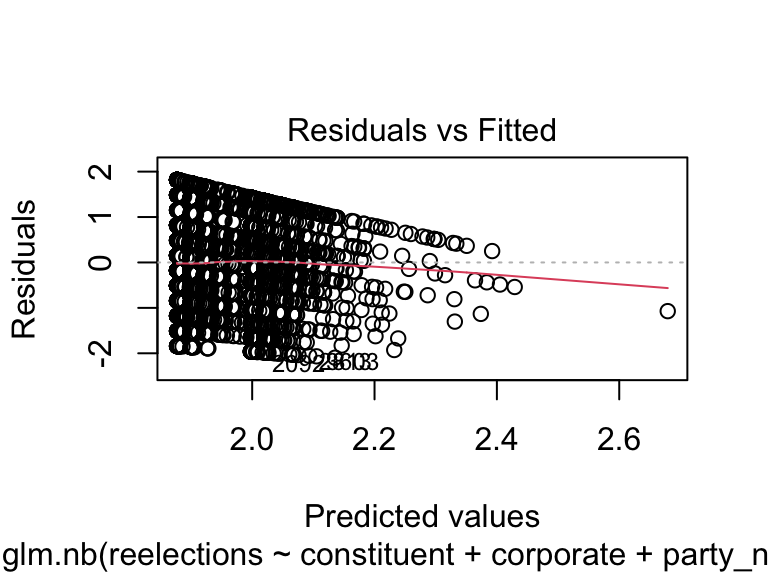 Residuals vs Fitted
Residuals
2
1
0
-2
2.0
2.2
2.4
2.6
Predicted values
glm.nb(reelections ~ constituent + corporate + party_n